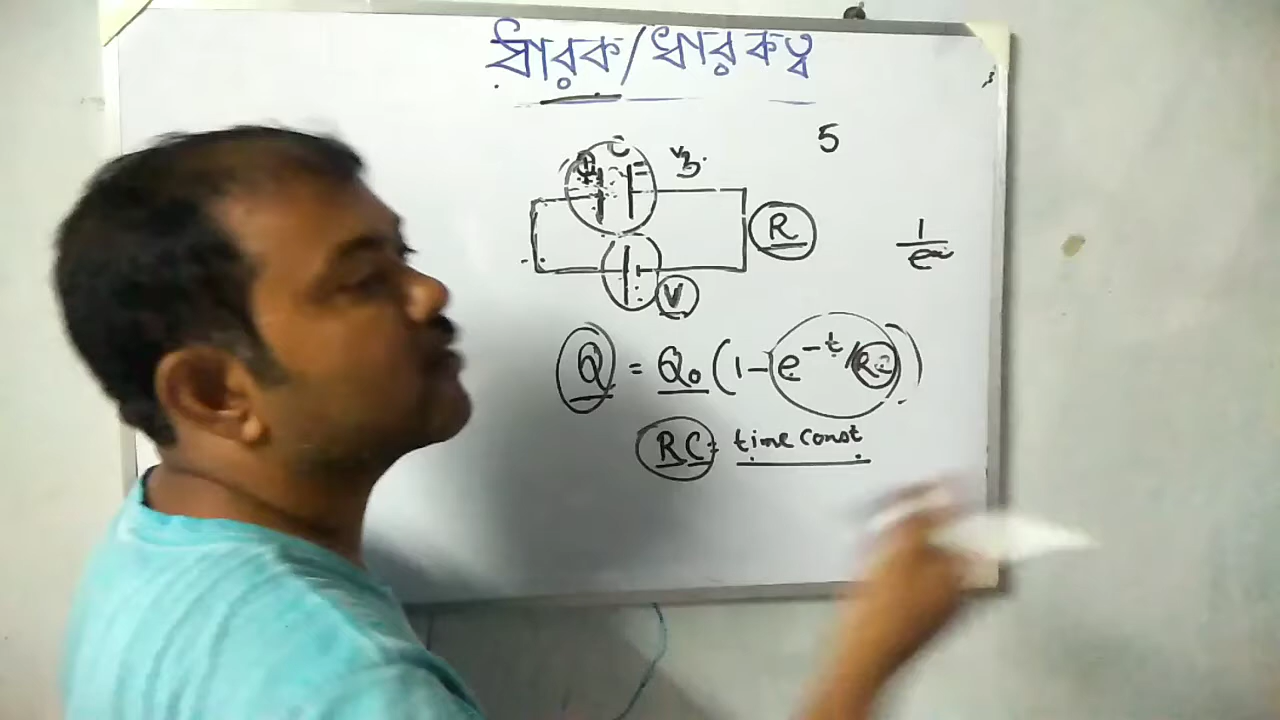 ধারক/ধারকত্ব
5
C
R
V
1
e∞
Q = Q₀ (1 - e^-t/RC)
RC = time const